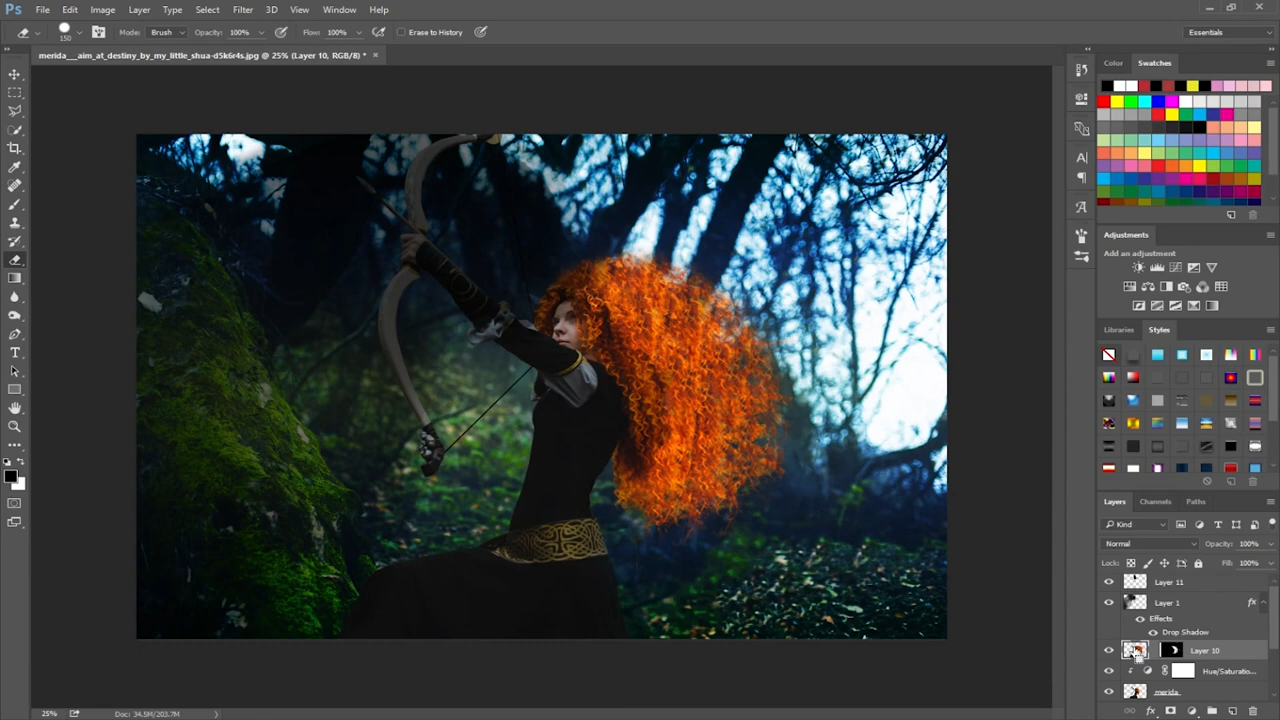 Ps File Edit Image Layer Type Select Filter 3D View Window Help
150 Mode: Brush Opacity: 100% Flow: 100% Erase to History Essentials
merida__aim_at_destiny_by_my_little_shua-d5k6r4s.jpg @ 25% (Layer 10, RGB/8) *
Color Swatches
Adjustments
Add an adjustment
Libraries Styles
Layers Channels Paths
Kind
Normal Opacity: 100%
Lock: Fill: 100%
Layer 11
Layer 1 fx
Effects
Drop Shadow
Layer 10
Hue/Saturatio...
merida
25% Doc: 34.5M/203.7M